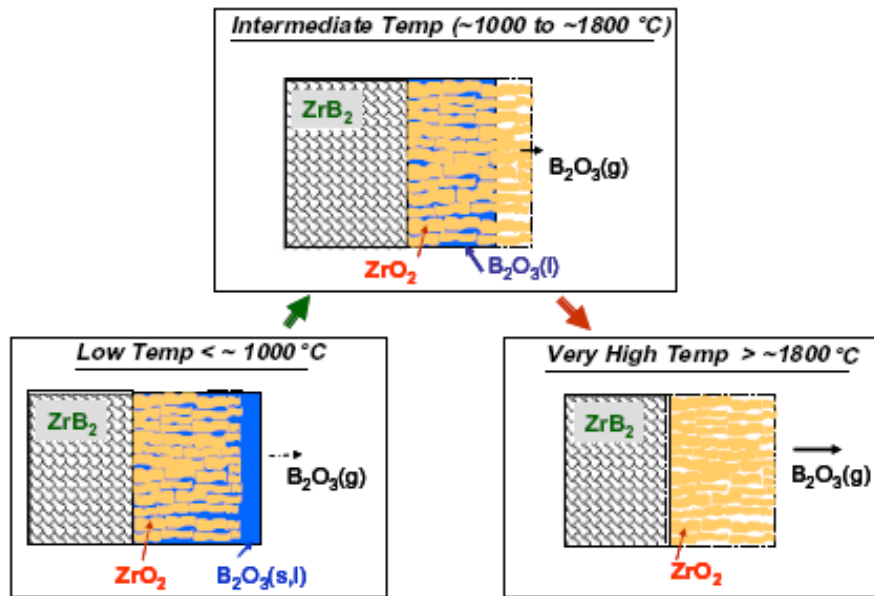 Intermediate Temp (~1000 to ~1800 °C)
ZrB₂
B₂O₃(g)
ZrO₂
B₂O₃(l)
Low Temp < ~ 1000 °C
ZrB₂
B₂O₃(g)
ZrO₂
B₂O₃(s,l)
Very High Temp > ~1800 °C
ZrB₂
B₂O₃(g)
ZrO₂